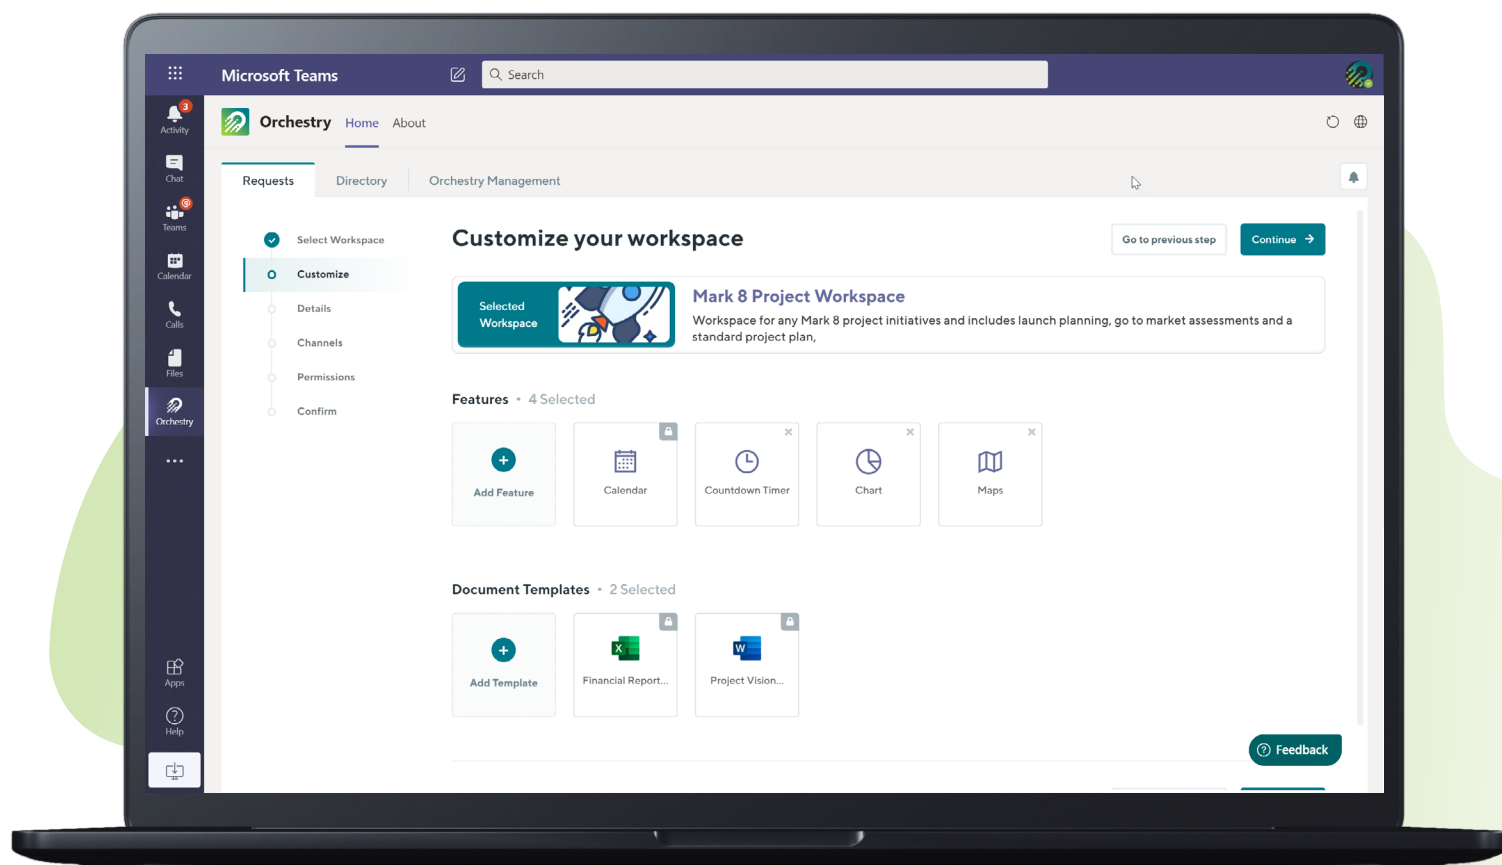 Microsoft Teams
Search
3
Activity
Chat
@
Teams
Calendar
Calls
Files
Orchestry
Apps
Help
Orchestry Home About
Requests Directory Orchestry Management
Select Workspace
Customize
Details
Channels
Permissions
Confirm
Customize your workspace
Go to previous step
Continue →
Selected
Workspace
Mark 8 Project Workspace
Workspace for any Mark 8 project initiatives and includes launch planning, go to market assessments and a
standard project plan,
Features • 4 Selected
Add Feature
Calendar
Countdown Timer
Chart
Maps
Document Templates • 2 Selected
Add Template
X
Financial Report...
W
Project Vision...
? Feedback